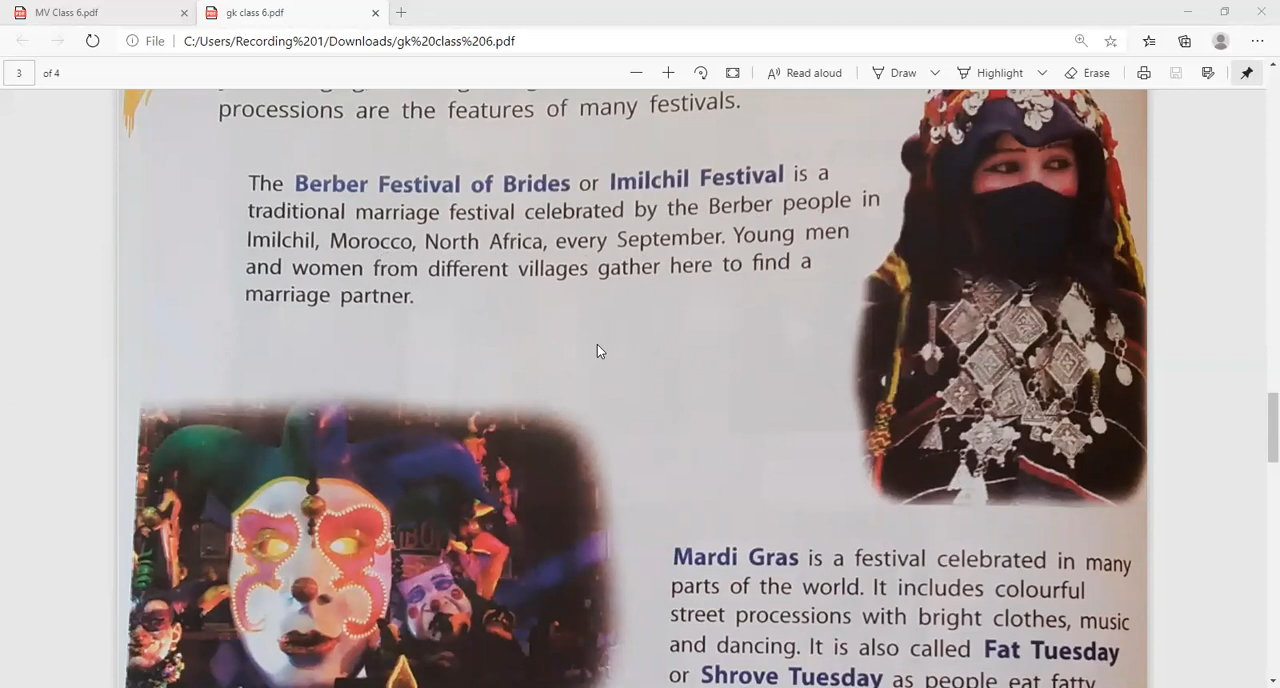 MV Class 6.pdf
gk class 6.pdf
File
C:/Users/Recording%201/Downloads/gk%20class%206.pdf
3 of 4
Read aloud
Draw
Highlight
Erase
processions are the features of many festivals.
The Berber Festival of Brides or Imilchil Festival is a
traditional marriage festival celebrated by the Berber people in
Imilchil, Morocco, North Africa, every September. Young men
and women from different villages gather here to find a
marriage partner.
Mardi Gras is a festival celebrated in many
parts of the world. It includes colourful
street processions with bright clothes, music
and dancing. It is also called Fat Tuesday
or Shrove Tuesday as people eat fatty